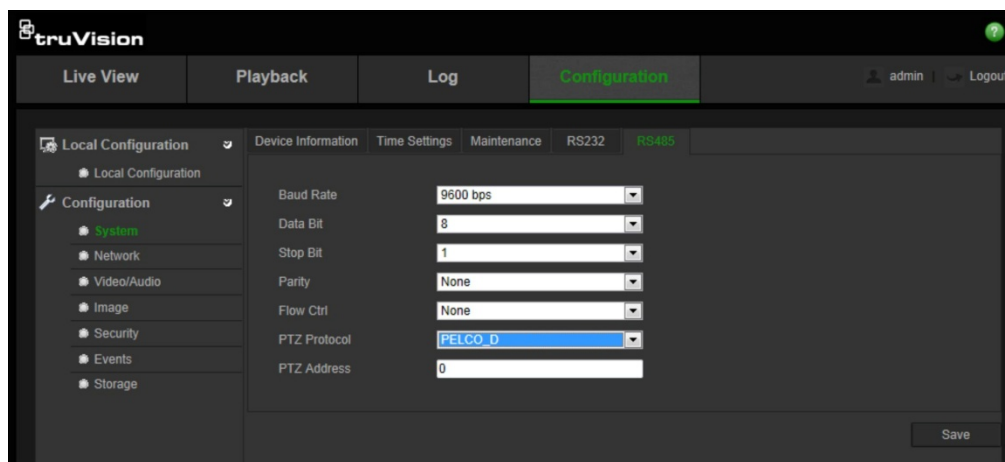 truVision
?
Live View Playback Log Configuration admin | Logout
Local Configuration
Local Configuration
Configuration
System
Network
Video/Audio
Image
Security
Events
Storage
Device Information Time Settings Maintenance RS232 RS485
Baud Rate 9600 bps
Data Bit 8
Stop Bit 1
Parity None
Flow Ctrl None
PTZ Protocol PELCO_D
PTZ Address 0
Save